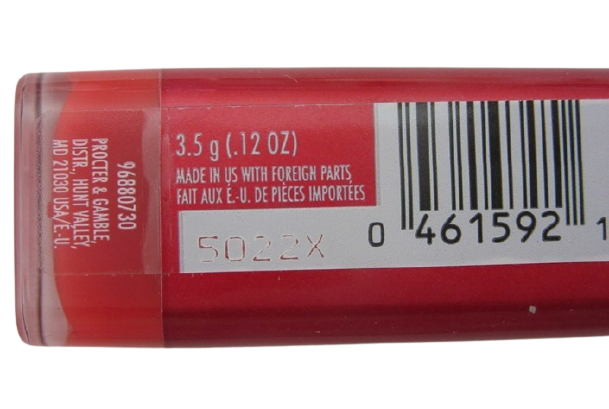 96880730
PROCTER & GAMBLE,
DISTR., HUNT VALLEY,
MD 21030 USA/É.-U.
3.5 g (.12 OZ)
MADE IN US WITH FOREIGN PARTS
FAIT AUX É.-U. DE PIÈCES IMPORTÉES
5022X
0 461592 1